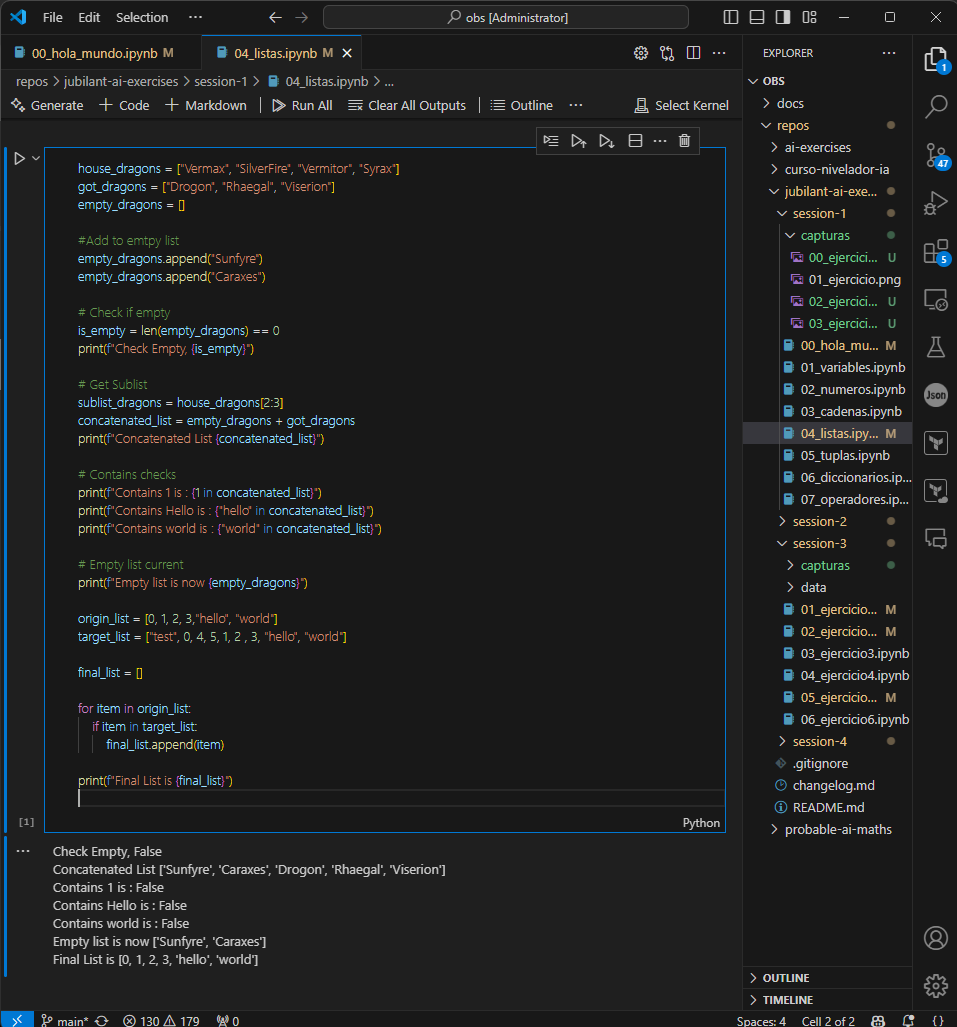 File Edit Selection ··· obs [Administrator]
00_hola_mundo.ipynb M 04_listas.ipynb M
repos > jubilant-ai-exercises > session-1 > 04_listas.ipynb > ...
Generate + Code + Markdown Run All Clear All Outputs Outline ··· Select Kernel
house_dragons = ["Vermax", "SilverFire", "Vermitor", "Syrax"]
got_dragons = ["Drogon", "Rhaegal", "Viserion"]
empty_dragons = []
#Add to emtpy list
empty_dragons.append("Sunfyre")
empty_dragons.append("Caraxes")
# Check if empty
is_empty = len(empty_dragons) == 0
print(f"Check Empty, {is_empty}")
# Get Sublist
sublist_dragons = house_dragons[2:3]
concatenated_list = empty_dragons + got_dragons
print(f"Concatenated List {concatenated_list}")
# Contains checks
print(f"Contains 1 is : {1 in concatenated_list}")
print(f"Contains Hello is : {"hello" in concatenated_list}")
print(f"Contains world is : {"world" in concatenated_list}")
# Empty list current
print(f"Empty list is now {empty_dragons}")
origin_list = [0, 1, 2, 3,"hello", "world"]
target_list = ["test", 0, 4, 5, 1, 2 , 3, "hello", "world"]
final_list = []
for item in origin_list:
if item in target_list:
final_list.append(item)
print(f"Final List is {final_list}")
[1]
Python
Check Empty, False
Concatenated List ['Sunfyre', 'Caraxes', 'Drogon', 'Rhaegal', 'Viserion']
Contains 1 is : False
Contains Hello is : False
Contains world is : False
Empty list is now ['Sunfyre', 'Caraxes']
Final List is [0, 1, 2, 3, 'hello', 'world']
EXPLORER ···
OBS
docs
repos
ai-exercises
curso-nivelador-ia
jubilant-ai-exe...
session-1
capturas
00_ejercici... U
01_ejercicio.png
02_ejercici... U
03_ejercici... U
00_hola_mu... M
01_variables.ipynb
02_numeros.ipynb
03_cadenas.ipynb
04_listas.ipy... M
05_tuplas.ipynb
06_diccionarios.ip...
07_operadores.ip...
session-2
session-3
capturas
data
01_ejercicio... M
02_ejercicio... M
03_ejercicio3.ipynb
04_ejercicio4.ipynb
05_ejercicio... M
06_ejercicio6.ipynb
session-4
.gitignore
changelog.md
README.md
probable-ai-maths
OUTLINE
TIMELINE
1
47
5
Json
main* 130 179 0 Spaces: 4 Cell 2 of 2